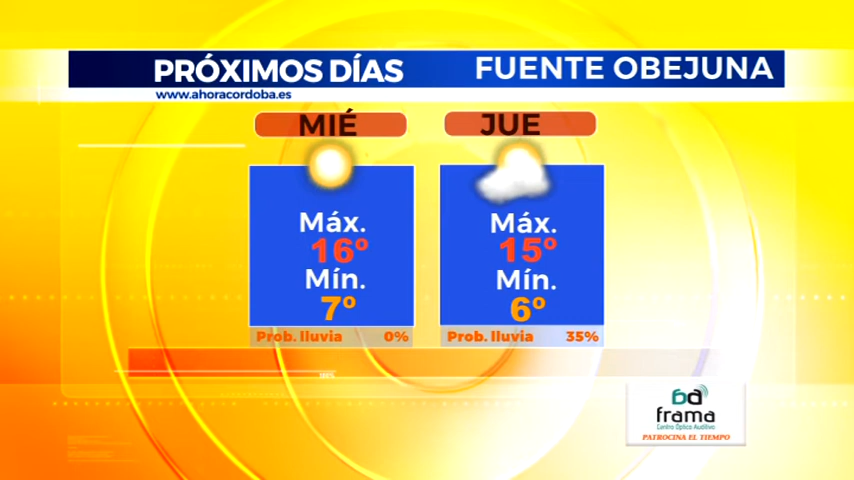 PRÓXIMOS DÍAS
FUENTE OBEJUNA
www.ahoracordoba.es
MIÉ
JUE
Máx.
16º
Mín.
7º
Prob. lluvia 0%
Máx.
15º
Mín.
6º
Prob. lluvia 35%
100%
frama
Centro Óptico Auditivo
PATROCINA EL TIEMPO